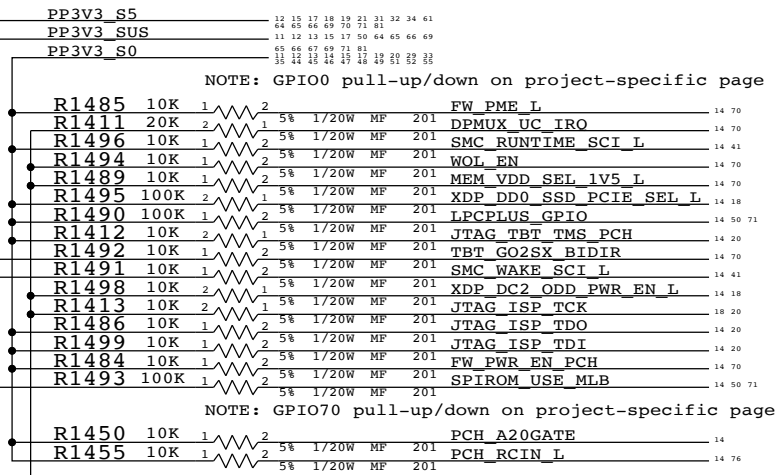 PP3V3_S5
12 15 17 18 19 21 31 32 34 61
64 65 66 69 70 71 81
PP3V3_SUS
11 12 13 15 17 50 64 65 66 69
PP3V3_S0
65 66 67 69 71 81
11 12 13 14 15 17 19 20 29 33
35 44 45 46 47 48 49 51 52 55
NOTE: GPIO0 pull-up/down on project-specific page
R1485 10K 1 2 5% 1/20W MF 201 FW_PME_L 14 70
R1411 20K 2 1 5% 1/20W MF 201 DPMUX_UC_IRQ 14 70
R1496 10K 1 2 5% 1/20W MF 201 SMC_RUNTIME_SCI_L 14 41
R1494 10K 1 2 5% 1/20W MF 201 WOL_EN 14 70
R1489 10K 1 2 5% 1/20W MF 201 MEM_VDD_SEL_1V5_L 14 70
R1495 100K 2 1 5% 1/20W MF 201 XDP_DD0_SSD_PCIE_SEL_L 14 18
R1490 100K 1 2 5% 1/20W MF 201 LPCPLUS_GPIO 14 50 71
R1412 10K 2 1 5% 1/20W MF 201 JTAG_TBT_TMS_PCH 14 20
R1492 10K 1 2 5% 1/20W MF 201 TBT_GO2SX_BIDIR 14 70
R1491 10K 1 2 5% 1/20W MF 201 SMC_WAKE_SCI_L 14 41
R1498 10K 2 1 5% 1/20W MF 201 XDP_DC2_ODD_PWR_EN_L 14 18
R1413 10K 2 1 5% 1/20W MF 201 JTAG_ISP_TCK 18 20
R1486 10K 1 2 5% 1/20W MF 201 JTAG_ISP_TDO 14 20
R1499 10K 1 2 5% 1/20W MF 201 JTAG_ISP_TDI 14 20
R1484 10K 1 2 5% 1/20W MF 201 FW_PWR_EN_PCH 14 70
R1493 100K 1 2 5% 1/20W MF 201 SPIROM_USE_MLB 14 50 71
NOTE: GPIO70 pull-up/down on project-specific page
R1450 10K 1 2 5% 1/20W MF 201 PCH_A20GATE 14
R1455 10K 1 2 5% 1/20W MF 201 PCH_RCIN_L 14 76